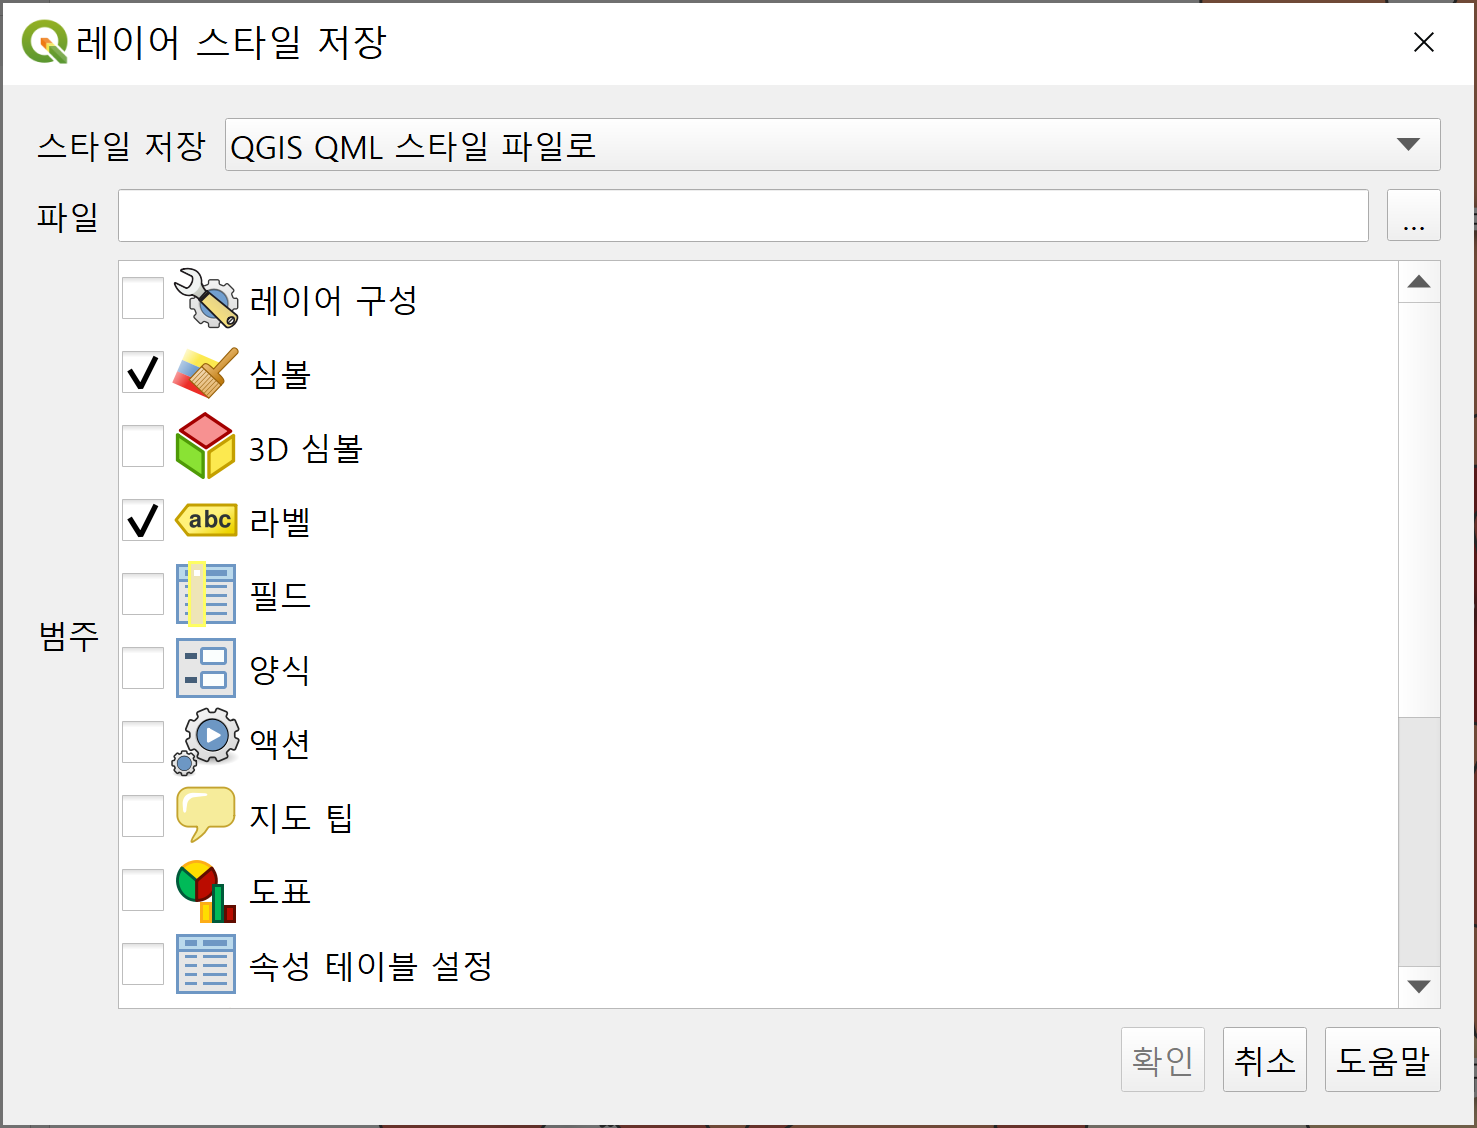 레이어 스타일 저장
스타일 저장 QGIS QML 스타일 파일로
파일 ...
레이어 구성
심볼
3D 심볼
abc 라벨
필드
범주
양식
액션
지도 팁
도표
속성 테이블 설정
확인 취소 도움말